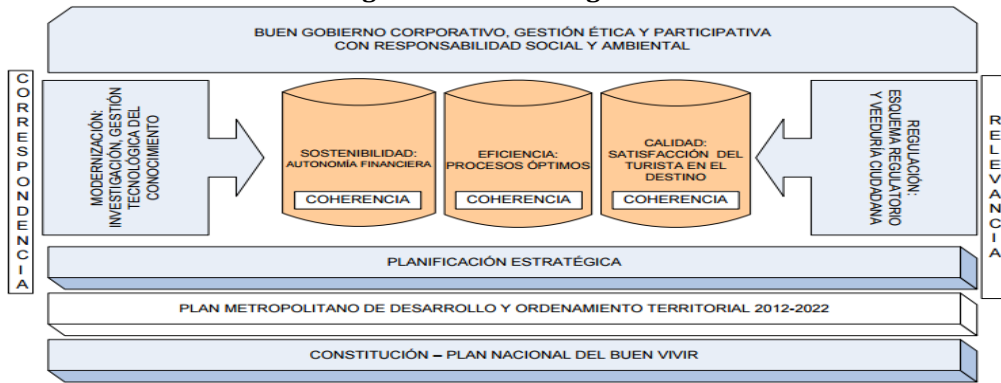 BUEN GOBIERNO CORPORATIVO, GESTIÓN ÉTICA Y PARTICIPATIVA
CON RESPONSABILIDAD SOCIAL Y AMBIENTAL
CORRESPONDENCIA
MODERNIZACIÓN:
INVESTIGACIÓN, GESTIÓN
TECNOLÓGICA DEL
CONOCIMIENTO
SOSTENIBILIDAD:
AUTONOMÍA FINANCIERA
COHERENCIA
EFICIENCIA:
PROCESOS ÓPTIMOS
COHERENCIA
CALIDAD:
SATISFACCIÓN DEL
TURISTA EN EL
DESTINO
COHERENCIA
REGULACIÓN:
ESQUEMA REGULATORIO
Y VEEDURÍA CIUDADANA
RELEVANCIA
PLANIFICACIÓN ESTRATÉGICA
PLAN METROPOLITANO DE DESARROLLO Y ORDENAMIENTO TERRITORIAL 2012-2022
CONSTITUCIÓN – PLAN NACIONAL DEL BUEN VIVIR